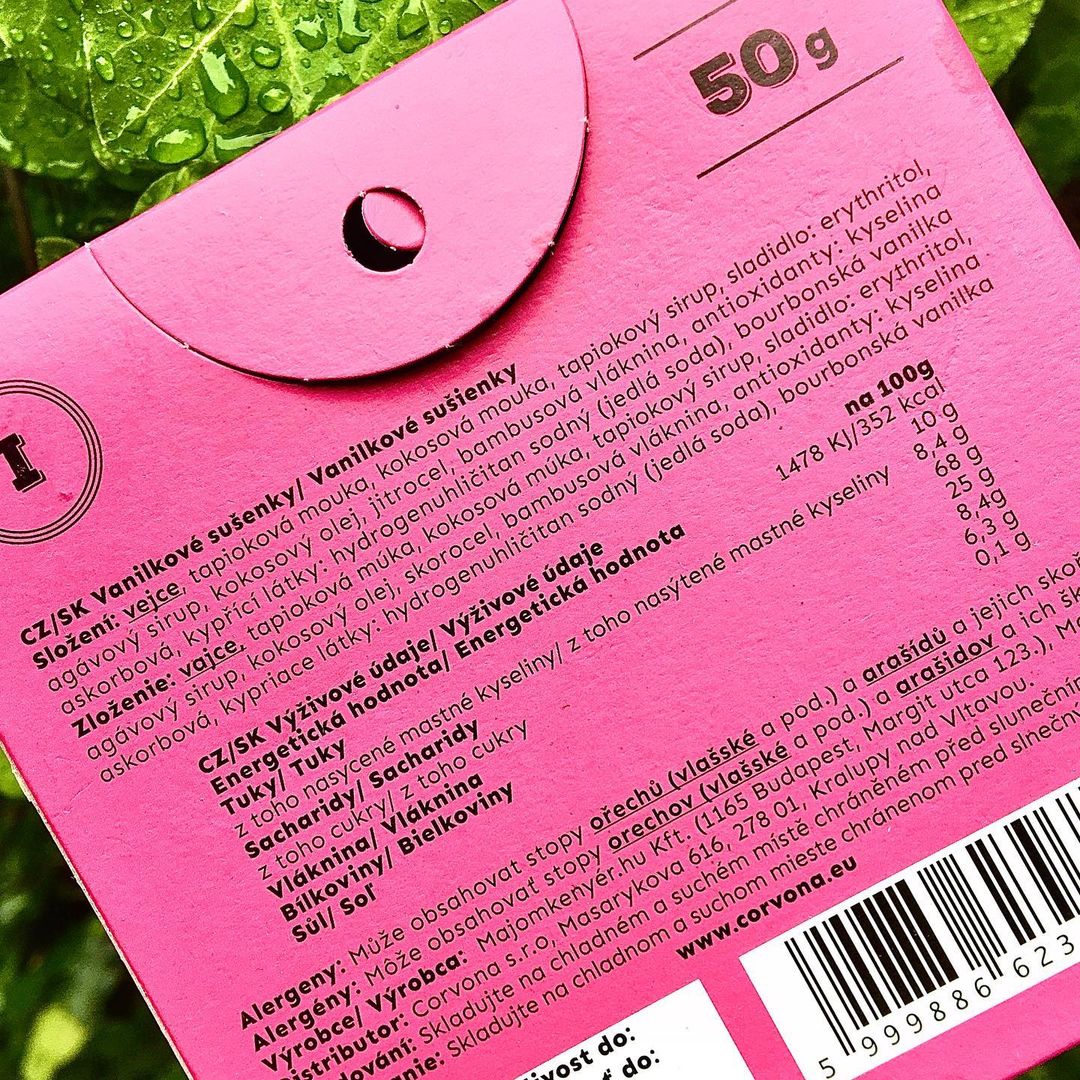 50 g
I
CZ/SK Vanilkové sušenky/ Vanilkové sušienky
Složení: vejce, tapioková mouka, kokosová mouka, tapiokový sirup, sladidlo: erythritol,
agávový sirup, kokosový olej, jitrocel, bambusová vláknina, antioxidanty: kyselina
askorbová, kypřící látky: hydrogenuhličitan sodný (jedlá soda), bourbonská vanilka
Zloženie: vajce, tapioková múka, kokosová múka, tapiokový sirup, sladidlo: erythritol,
agávový sirup, kokosový olej, skorocel, bambusová vláknina, antioxidanty: kyselina
askorbová, kypriace látky: hydrogenuhličitan sodný (jedlá soda), bourbonská vanilka
na 100g
CZ/SK Výživové údaje/ Výživové údaje
Energetická hodnota/ Energetická hodnota 1478 KJ/352 kcal
Tuky/ Tuky 10 g
z toho nasycené mastné kyseliny/ z toho nasýtené mastné kyseliny 8,4 g
Sacharidy/ Sacharidy 68 g
z toho cukry/ z toho cukry 25 g
Vláknina/ Vláknina 8,4g
Bílkoviny/ Bielkoviny 6,3 g
Sůl/ Soľ 0,1 g
Alergeny: Může obsahovat stopy ořechů (vlašské a pod.) a arašídů a jejich
Alergény: Môže obsahovať stopy orechov (vlašské a pod.) a arašidov a ich
Výrobce/ Výrobca: Majomkenyér.hu Kft. (1165 Budapest, Margit utca 123.),
Distributor: Corvona s.r.o, Masarykova 616, 278 01, Kralupy nad Vltavou.
Skladujte na chladném a suchém místě chráněném před
Skladujte na chladnom a suchom mieste chránenom pred
www.corvona.eu
do:
do:
5 999886 623